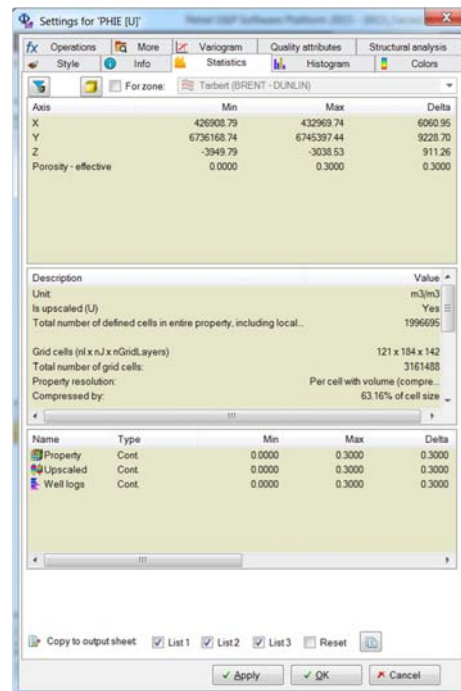 Settings for 'PHIE [U]'
Operations More Variogram Quality attributes Structural analysis
Style Info Statistics Histogram Colors
For zone: Tarbert (BRENT - DUNLIN)
Axis Min Max Delta
X 426908.79 432969.74 6060.95
Y 6736168.74 6745397.44 9228.70
Z -3949.79 -3038.53 911.26
Porosity - effective 0.0000 0.3000 0.3000
Description Value
Unit m3/m3
Is upscaled (U) Yes
Total number of defined cells in entire property, including local... 1996695
Grid cells (nI x nJ x nGridLayers) 121 x 184 x 142
Total number of grid cells: 3161488
Property resolution: Per cell with volume (compre...
Compressed by: 63.16% of cell size
Name Type Min Max Delta
Property Cont. 0.0000 0.3000 0.3000
Upscaled Cont. 0.0000 0.3000 0.3000
Well logs Cont. 0.0000 0.3000 0.3000
Copy to output sheet: List 1 List 2 List 3 Reset
Apply OK Cancel